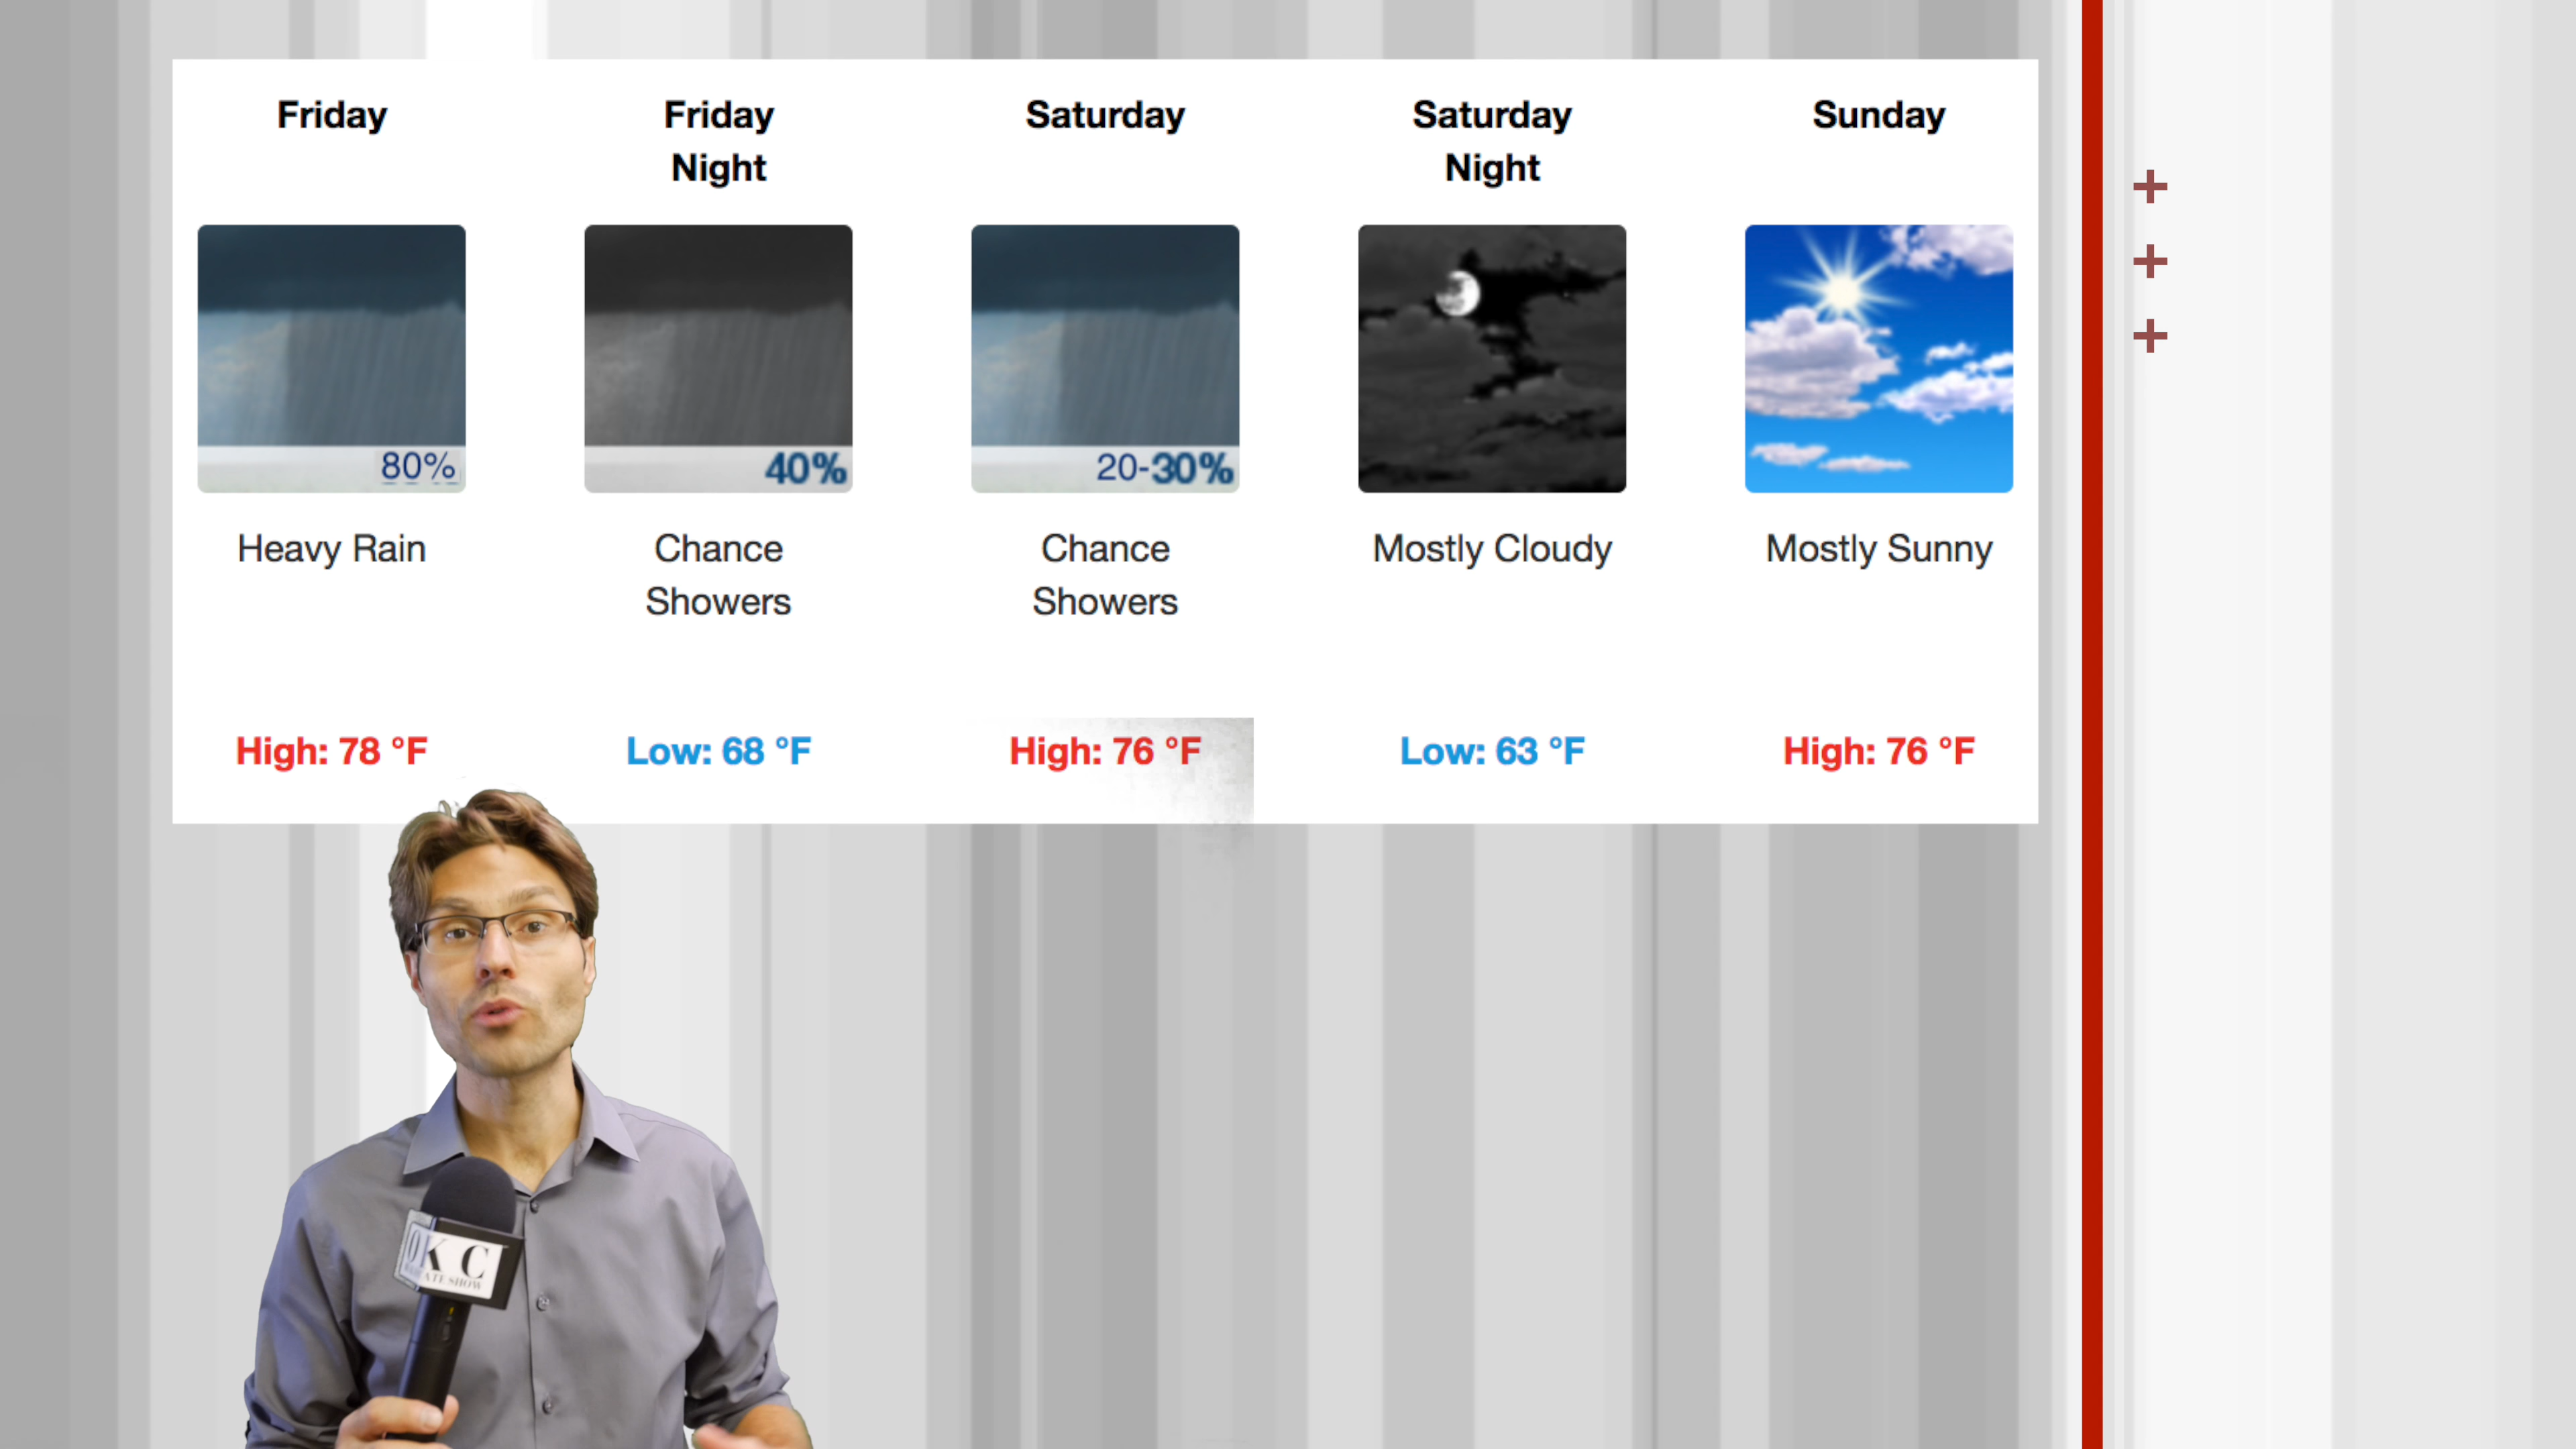 Friday
Friday
Night
Saturday
Saturday
Night
Sunday
80%
40%
20-30%
Heavy Rain
Chance
Showers
Chance
Showers
Mostly Cloudy
Mostly Sunny
High: 78 °F
Low: 68 °F
High: 76 °F
Low: 63 °F
High: 76 °F
+
+
+
OK C